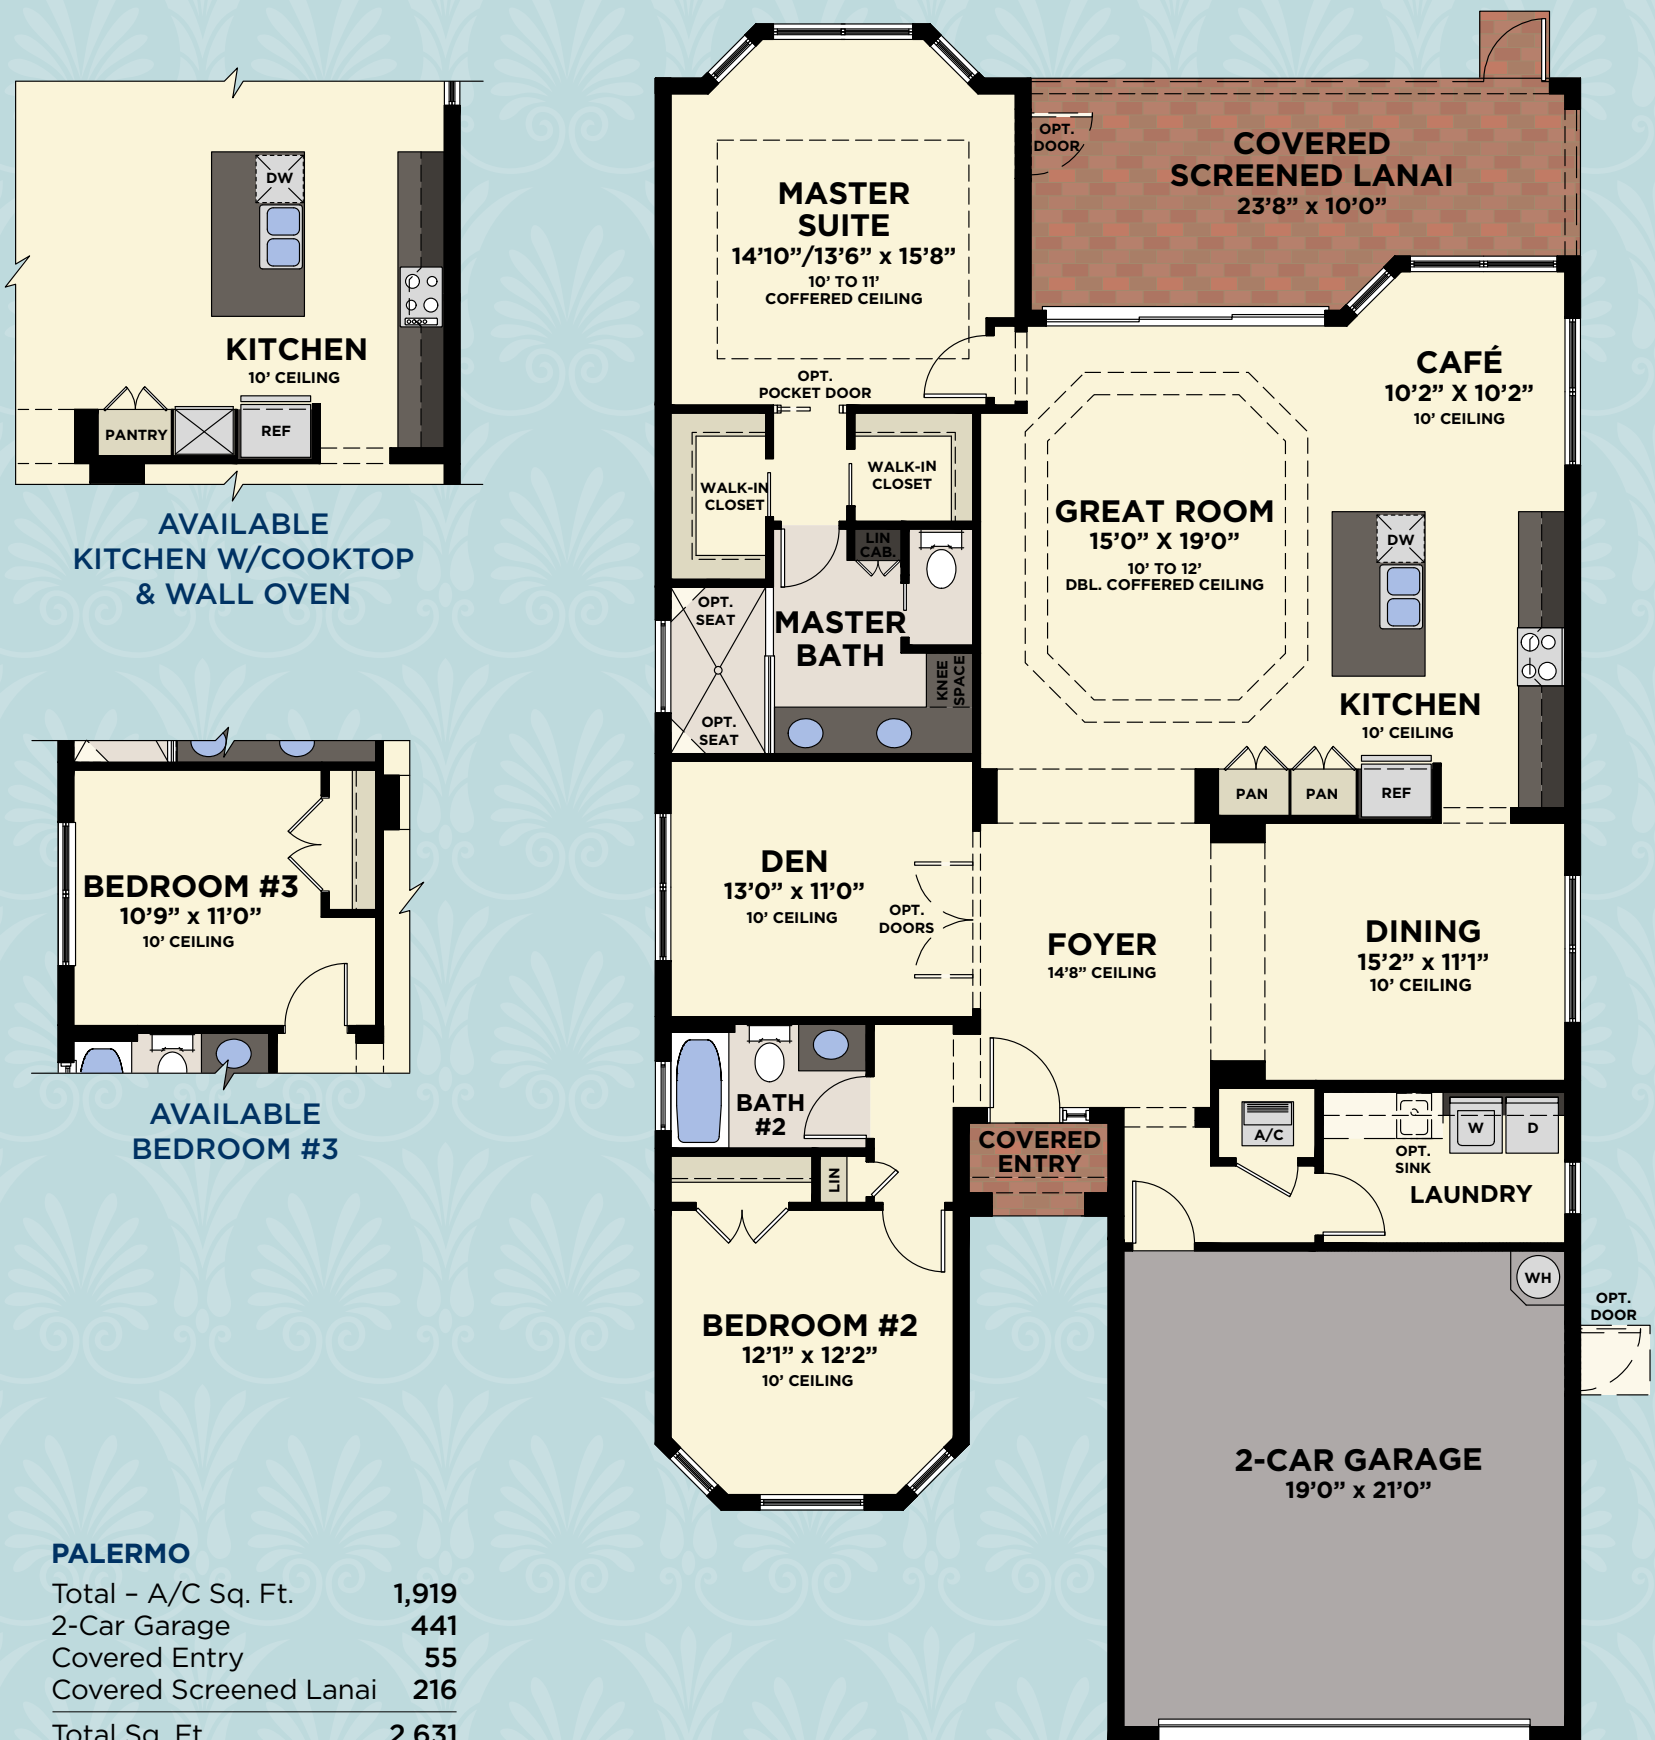 DW
KITCHEN
10' CEILING
PANTRY
REF
AVAILABLE
KITCHEN W/COOKTOP
& WALL OVEN
BEDROOM #3
10'9" x 11'0"
10' CEILING
AVAILABLE
BEDROOM #3
MASTER
SUITE
14'10"/13'6" x 15'8"
10' TO 11'
COFFERED CEILING
OPT.
POCKET DOOR
OPT.
DOOR
COVERED
SCREENED LANAI
23'8" x 10'0"
CAFÉ
10'2" X 10'2"
10' CEILING
WALK-IN
CLOSET
WALK-IN
CLOSET
GREAT ROOM
15'0" X 19'0"
10' TO 12'
DBL. COFFERED CEILING
LIN
CAB.
DW
OPT.
SEAT
MASTER
BATH
KNEE
SPACE
OPT.
SEAT
KITCHEN
10' CEILING
PAN
PAN
REF
DEN
13'0" x 11'0"
10' CEILING
OPT.
DOORS
FOYER
14'8" CEILING
DINING
15'2" x 11'1"
10' CEILING
BATH
#2
LIN
COVERED
ENTRY
A/C
OPT.
SINK
W
D
LAUNDRY
BEDROOM #2
12'1" x 12'2"
10' CEILING
WH
OPT.
DOOR
2-CAR GARAGE
19'0" x 21'0"
PALERMO
Total – A/C Sq. Ft. 1,919
2-Car Garage 441
Covered Entry 55
Covered Screened Lanai 216
Total Sq. Ft. 2,631